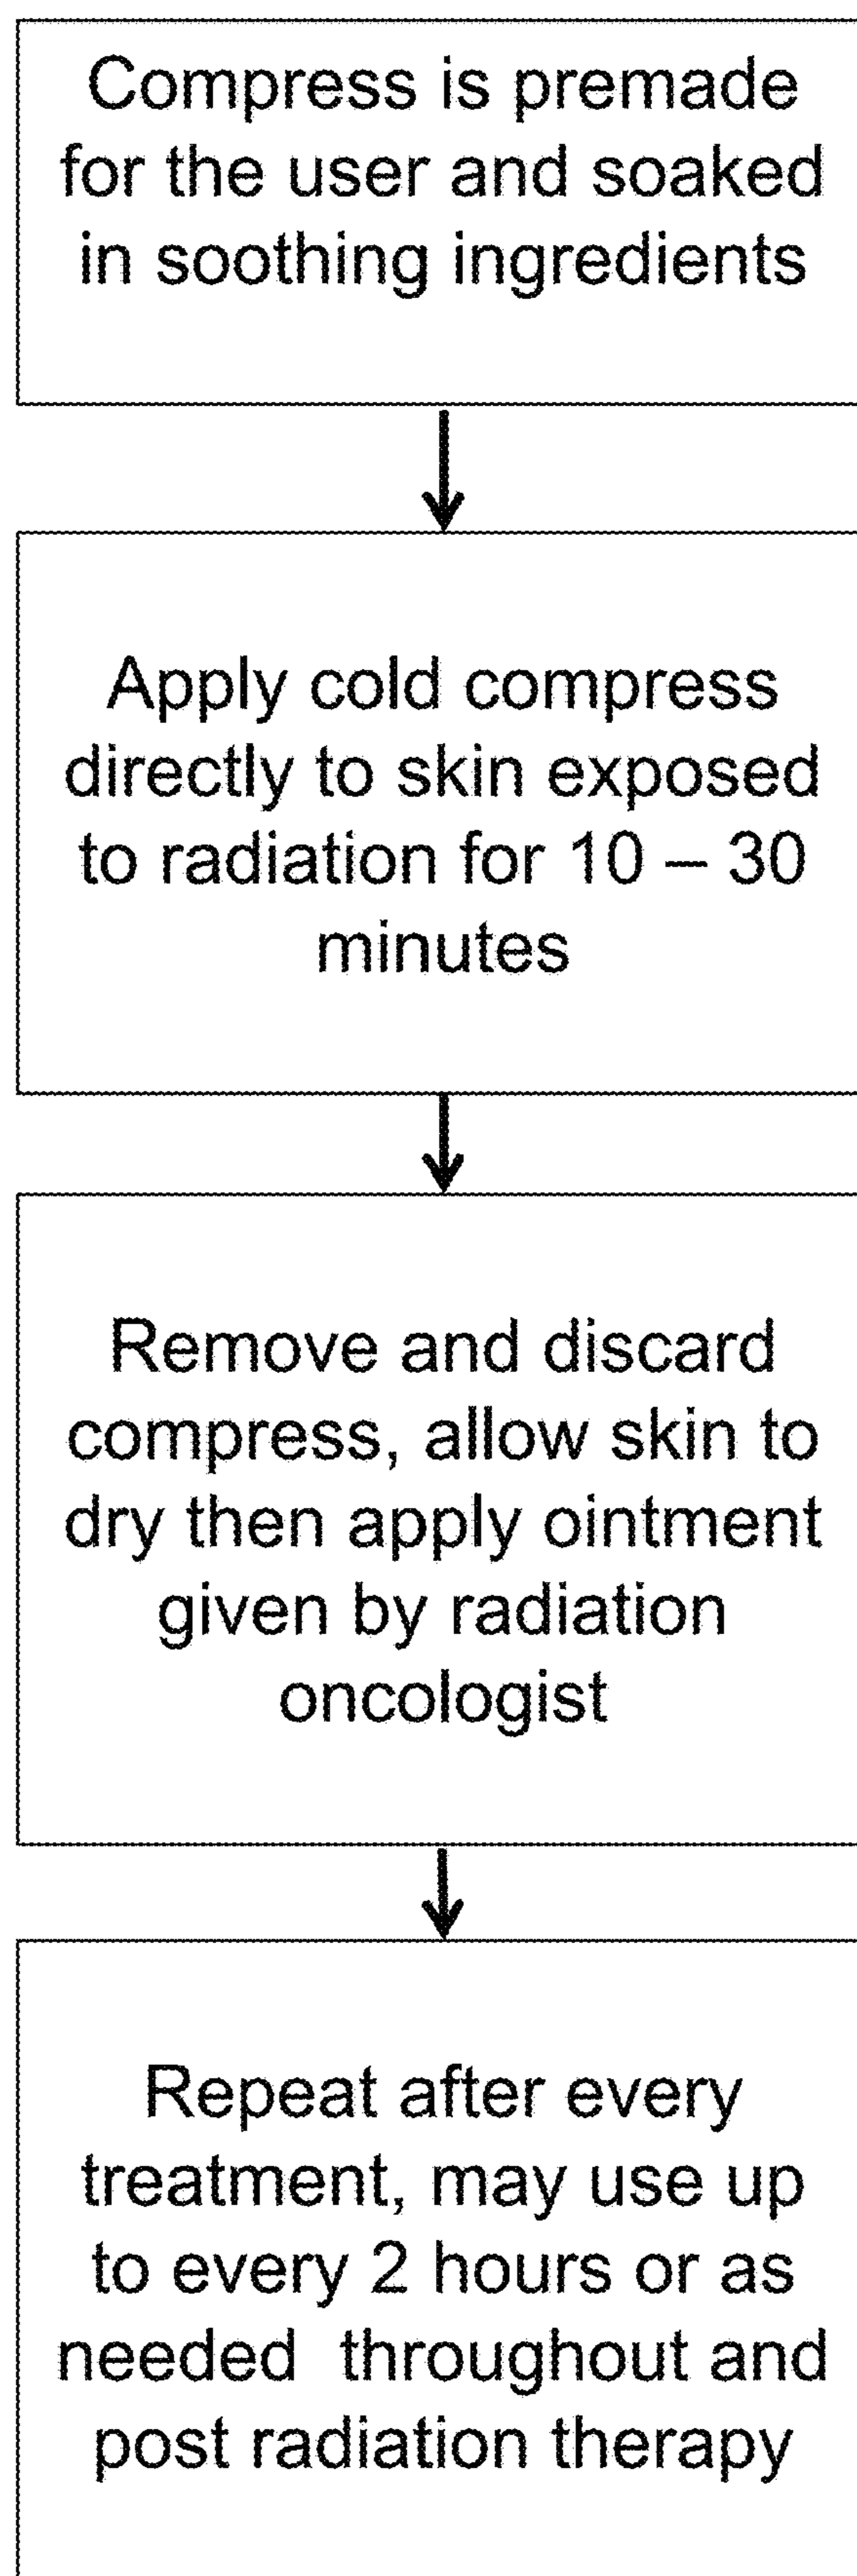 Compress is premade
for the user and soaked
in soothing ingredients
Apply cold compress
directly to skin exposed
to radiation for 10 – 30
minutes
Remove and discard
compress, allow skin to
dry then apply ointment
given by radiation
oncologist
Repeat after every
treatment, may use up
to every 2 hours or as
needed  throughout and
post radiation therapy